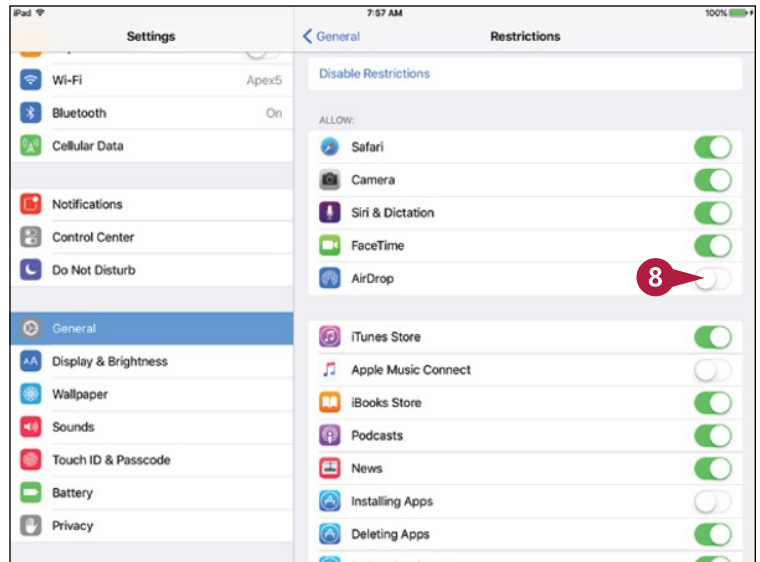 iPad 7:57 AM 100%
Settings
General Restrictions
Wi-Fi Apex5
Bluetooth On
Cellular Data
Notifications
Control Center
Do Not Disturb
General
AA Display & Brightness
Wallpaper
Sounds
Touch ID & Passcode
Battery
Privacy
Disable Restrictions
ALLOW:
Safari
Camera
Siri & Dictation
FaceTime
AirDrop 8
iTunes Store
Apple Music Connect
iBooks Store
Podcasts
News
Installing Apps
Deleting Apps